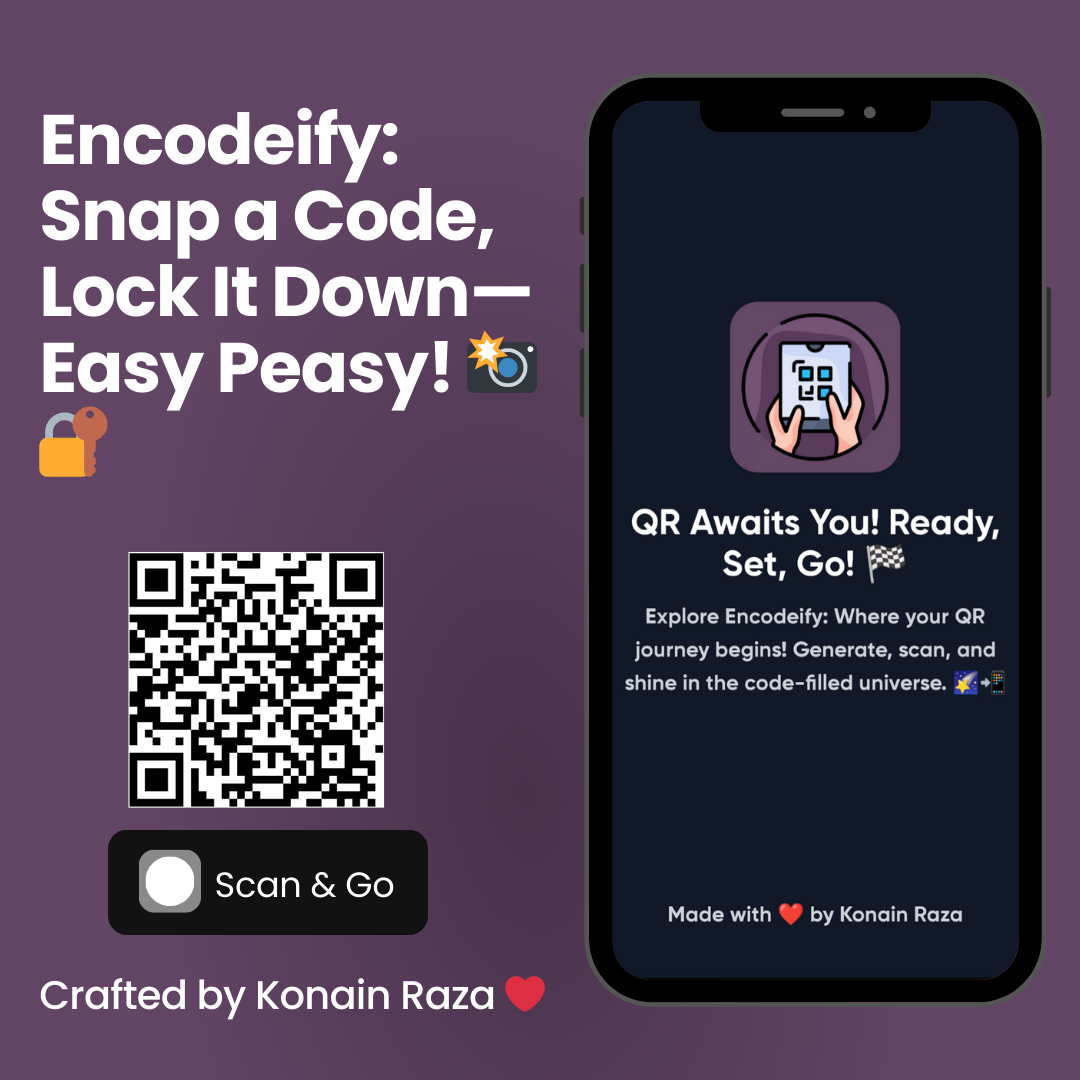 Encodeify:
Snap a Code,
Lock It Down—
Easy Peasy! 📸
🔐
Scan & Go
Crafted by Konain Raza ❤️
QR Awaits You! Ready,
Set, Go! 🏁
Explore Encodeify: Where your QR
journey begins! Generate, scan, and
shine in the code-filled universe. 🌠📲
Made with ❤️ by Konain Raza